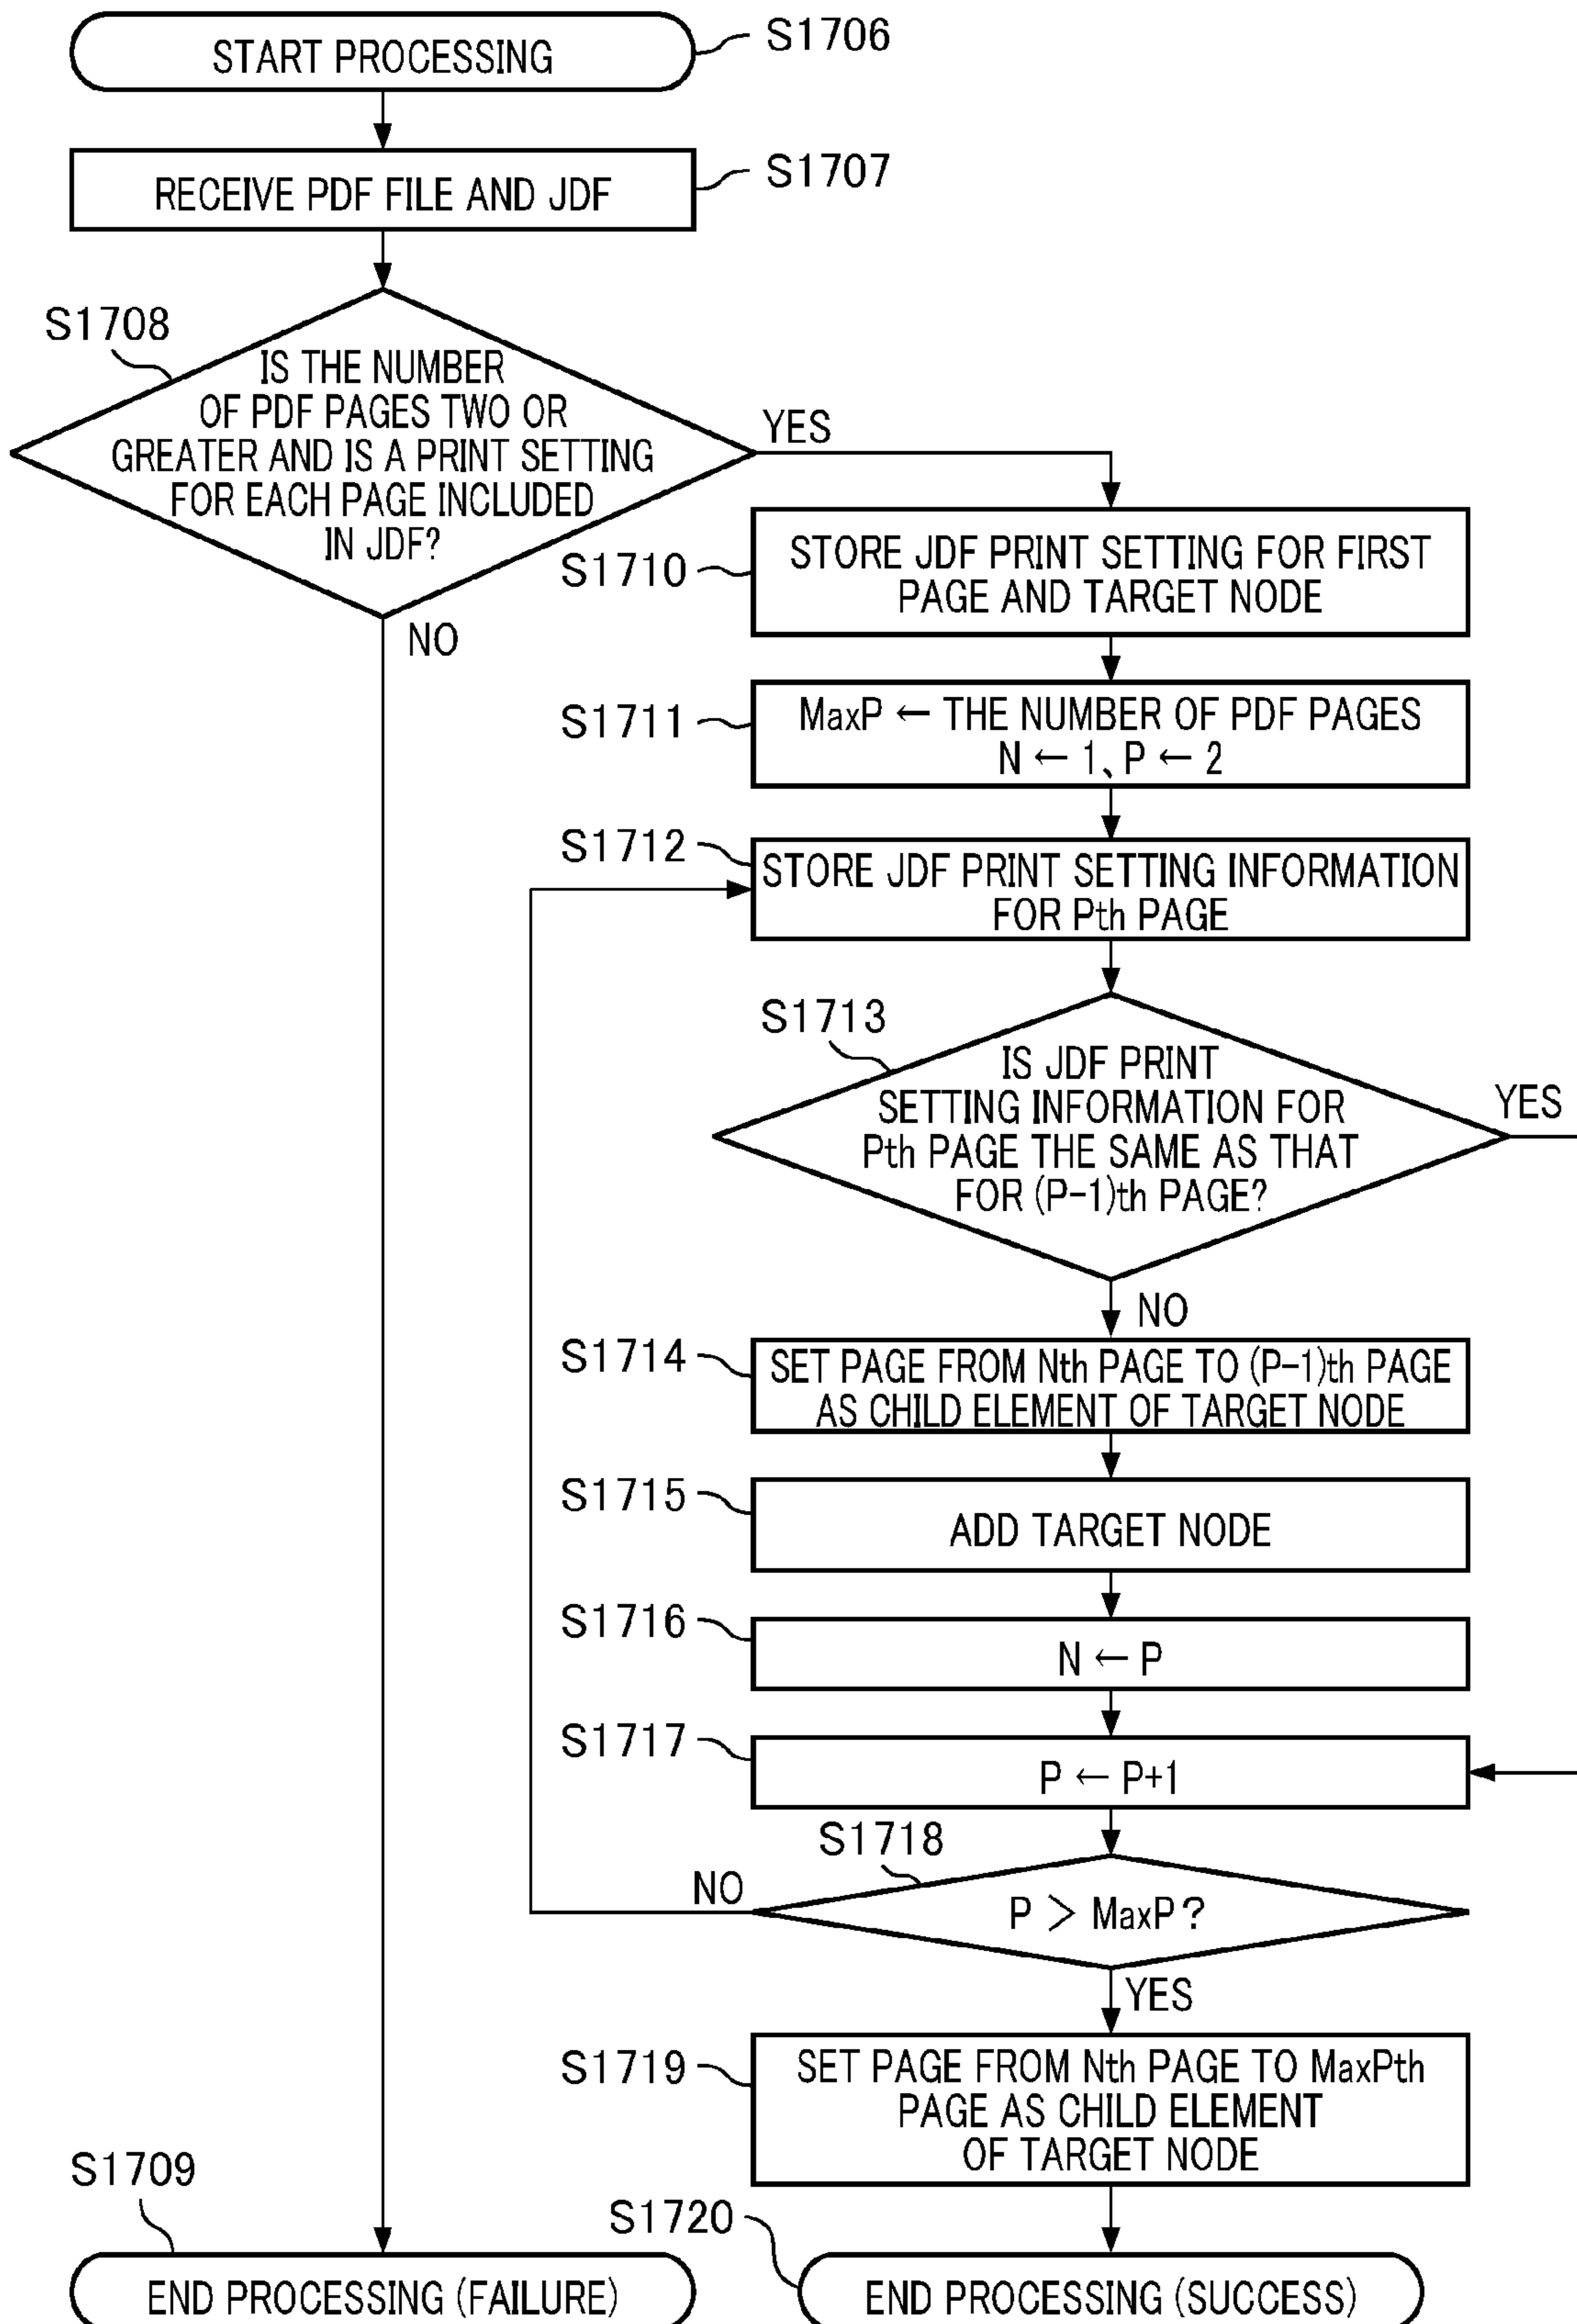 START PROCESSING
S1706
RECEIVE PDF FILE AND JDF
S1707
S1708
IS THE NUMBER
OF PDF PAGES TWO OR
GREATER AND IS A PRINT SETTING
FOR EACH PAGE INCLUDED
IN JDF?
YES
NO
S1710
STORE JDF PRINT SETTING FOR FIRST
PAGE AND TARGET NODE
S1711
MaxP ← THE NUMBER OF PDF PAGES
N ← 1、P ← 2
S1712
STORE JDF PRINT SETTING INFORMATION
FOR Pth PAGE
S1713
IS JDF PRINT
SETTING INFORMATION FOR
Pth PAGE THE SAME AS THAT
FOR (P-1)th PAGE?
YES
NO
S1714
SET PAGE FROM Nth PAGE TO (P-1)th PAGE
AS CHILD ELEMENT OF TARGET NODE
S1715
ADD TARGET NODE
S1716
N ← P
S1717
P ← P+1
S1718
P > MaxP?
NO
YES
S1719
SET PAGE FROM Nth PAGE TO MaxPth
PAGE AS CHILD ELEMENT
OF TARGET NODE
S1709
END PROCESSING (FAILURE)
S1720
END PROCESSING (SUCCESS)